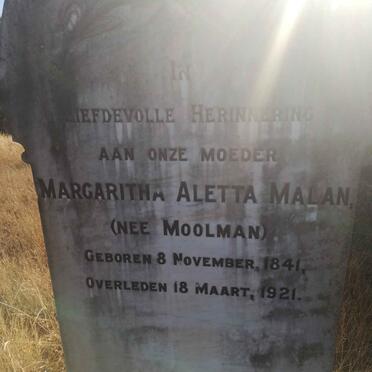 IN
LIEFDEVOLLE HERINNERING
AAN ONZE MOEDER
MARGARITHA ALETTA MALAN,
(NEE MOOLMAN)
GEBOREN 8 NOVEMBER, 1841,
OVERLEDEN 18 MAART, 1921.